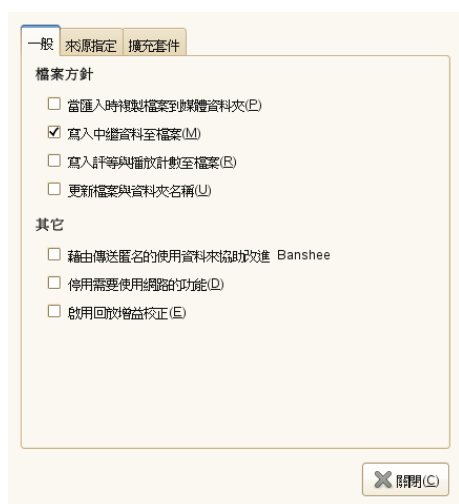 一般 來源指定 擴充套件
檔案方針
當匯入時複製檔案到媒體資料夾(P)
寫入中繼資料至檔案(M)
寫入評等與播放計數至檔案(R)
更新檔案與資料夾名稱(U)
其它
藉由傳送匿名的使用資料來協助改進 Banshee
停用需要使用網路的功能(D)
啟用回放增益校正(E)
關閉(C)